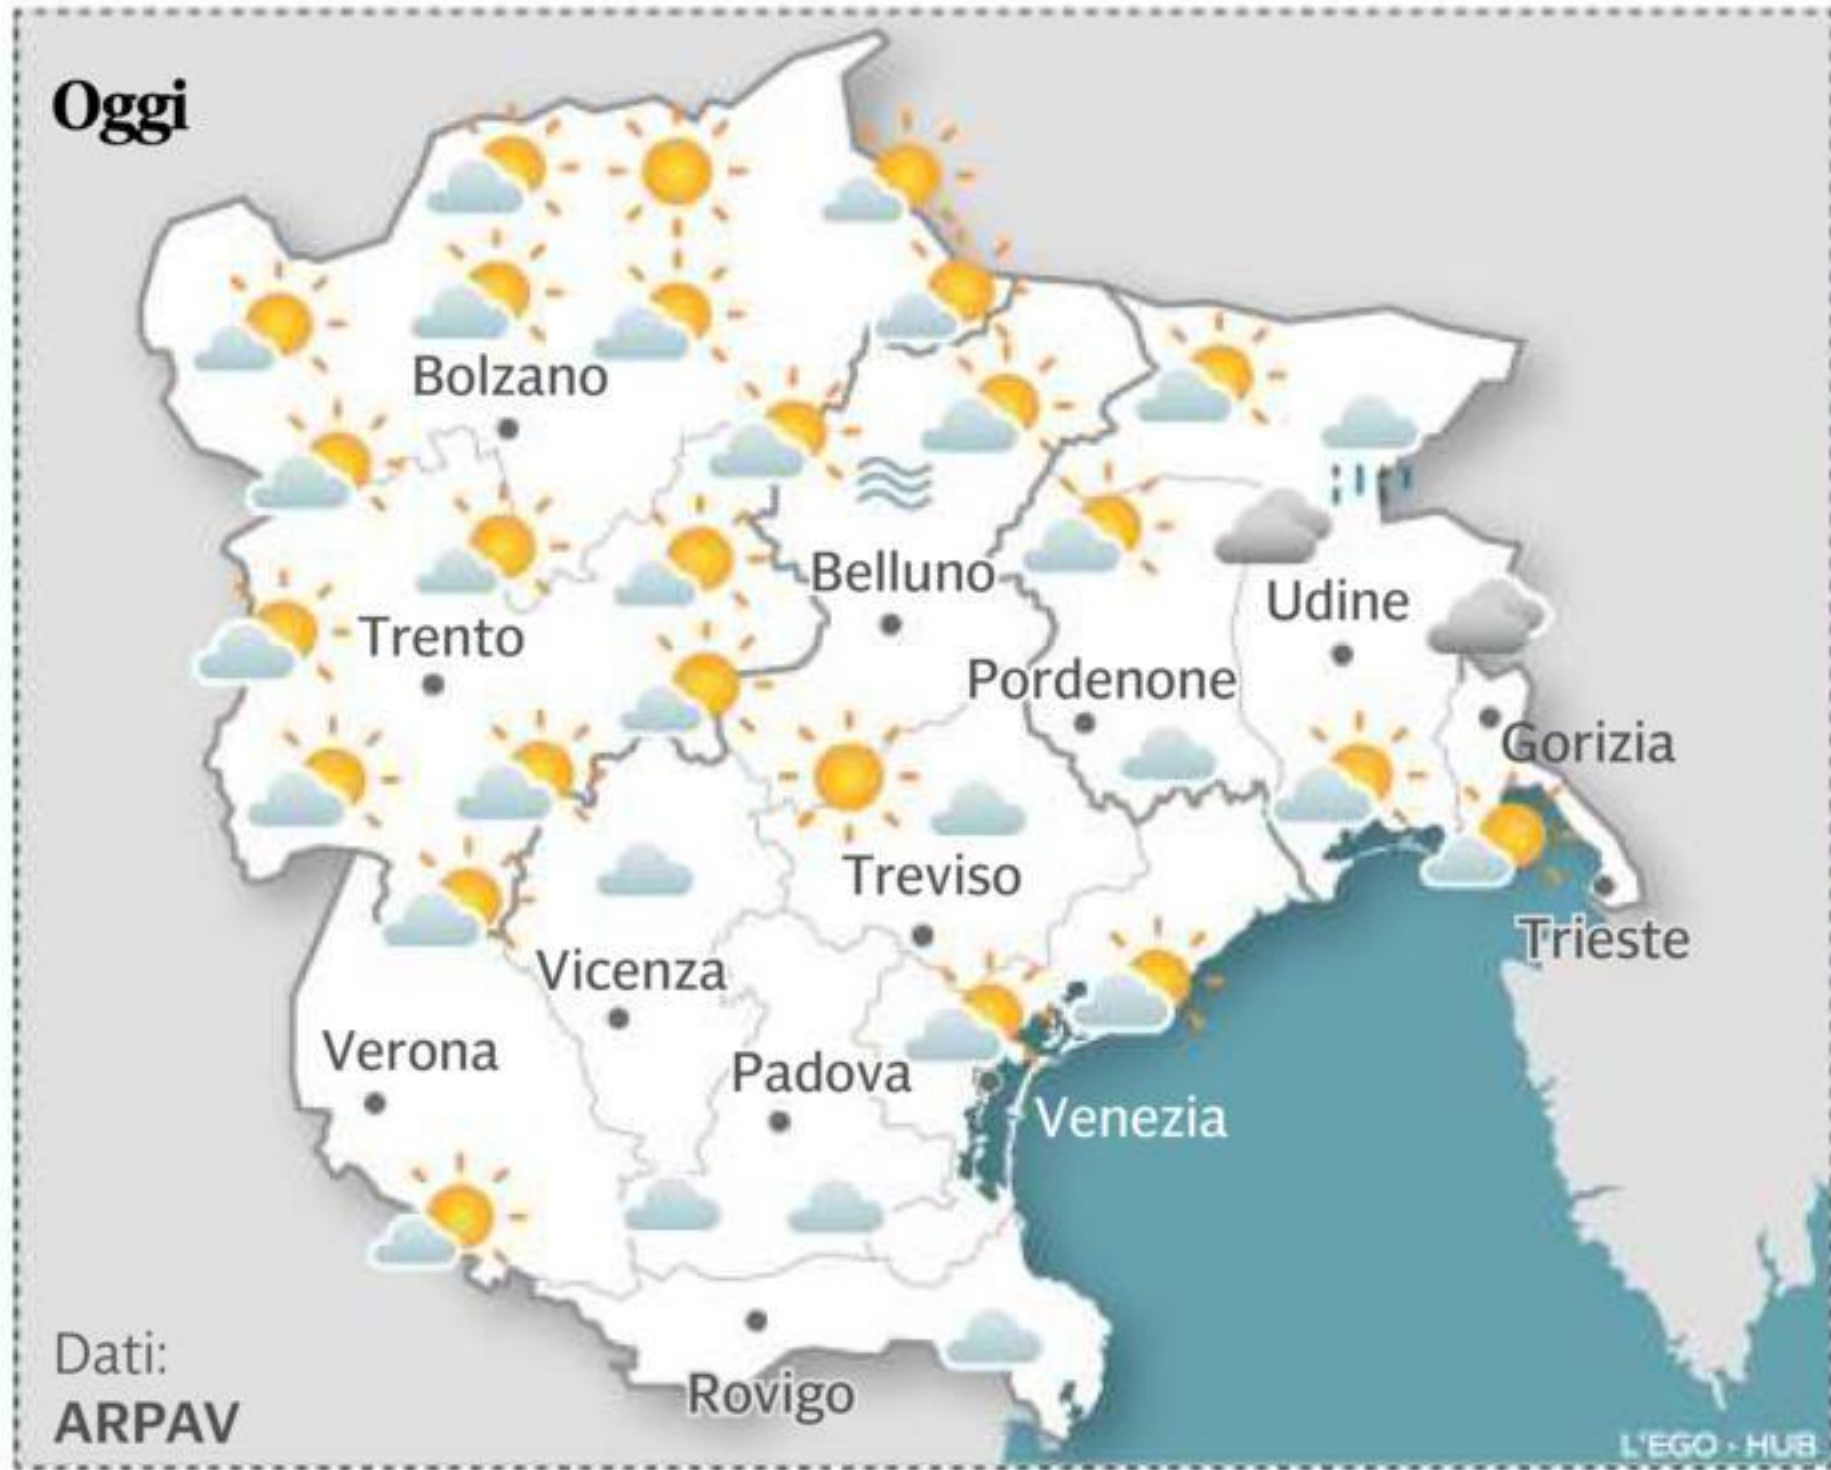 Oggi
Bolzano
Belluno
Udine
Trento
Pordenone
Gorizia
Treviso
Trieste
Vicenza
Verona
Padova
Venezia
Dati:
ARPAV
Rovigo
L'EGO - HUB